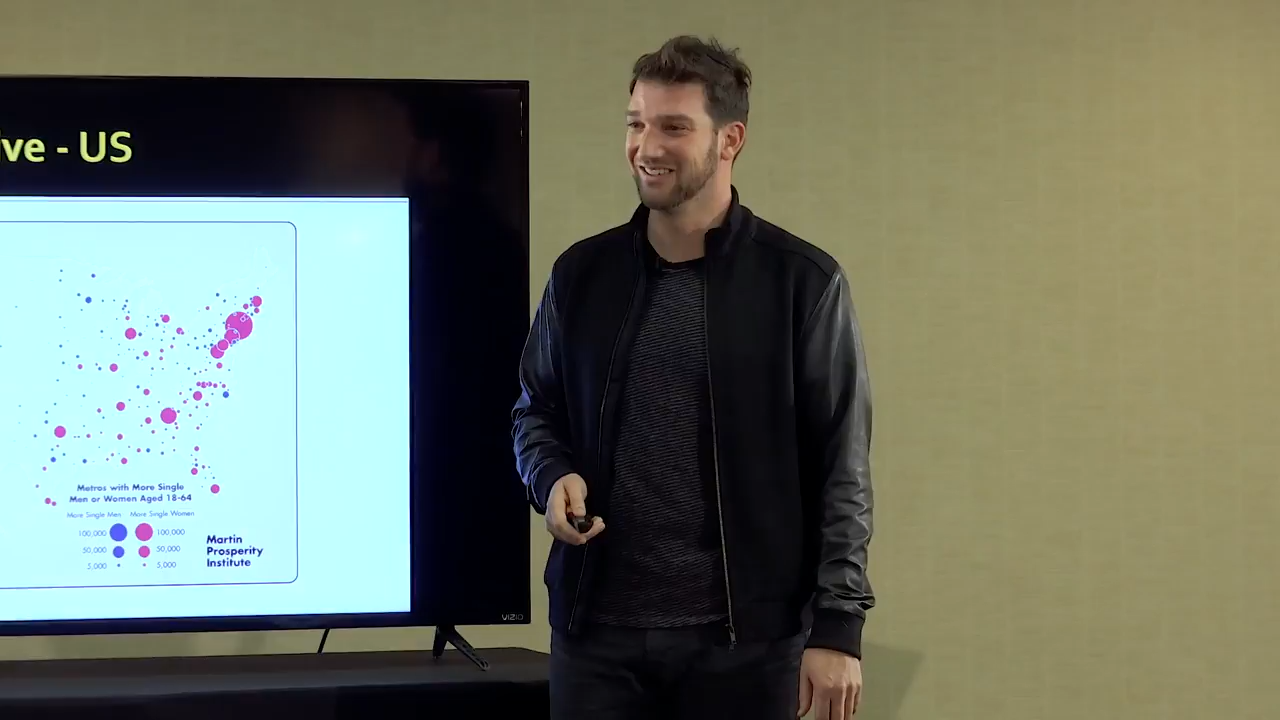 ve - US
Metros with More Single
Men or Women Aged 18-64
More Single Men More Single Women
100,000 100,000
50,000 50,000
5,000 5,000
Martin
Prosperity
Institute
VIZIO